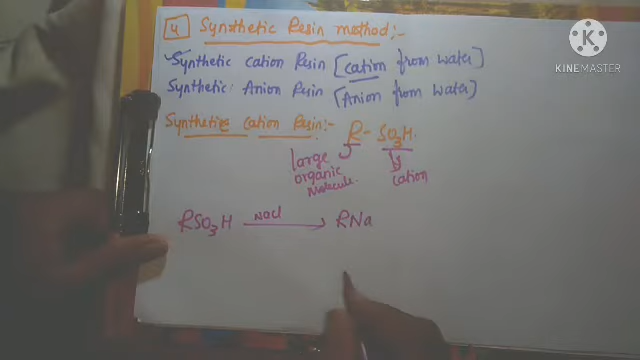 4 Synthetic Resin method:-
Synthetic cation Resin [cation from water]
Synthetic: Anion Resin [Anion from water]
Synthetic cation Resin:- R - SO3H.
large organic Molecule.
cation
RSO3H NaCl RNa
KINEMASTER